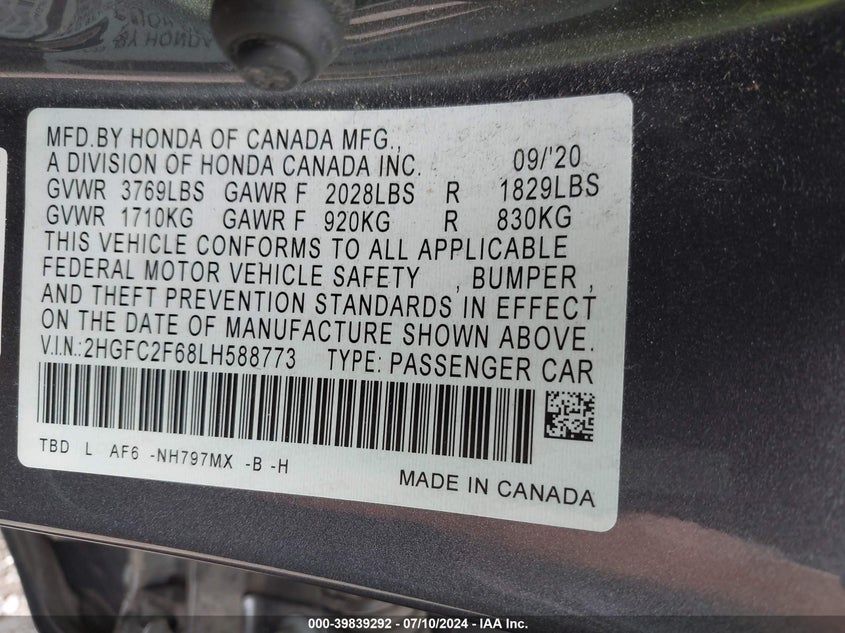 MFD.BY HONDA OF CANADA MFG.,
A DIVISION OF HONDA CANADA INC. 09/'20
GVWR 3769LBS GAWR F 2028LBS R 1829LBS
GVWR 1710KG GAWR F 920KG R 830KG
THIS VEHICLE CONFORMS TO ALL APPLICABLE
FEDERAL MOTOR VEHICLE SAFETY , BUMPER ,
AND THEFT PREVENTION STANDARDS IN EFFECT
ON THE DATE OF MANUFACTURE SHOWN ABOVE.
V.I.N.:2HGFC2F68LH588773 TYPE: PASSENGER CAR
TBD L AF6 -NH797MX -B -H
MADE IN CANADA
000-39839292 - 07/10/2024 - IAA Inc.